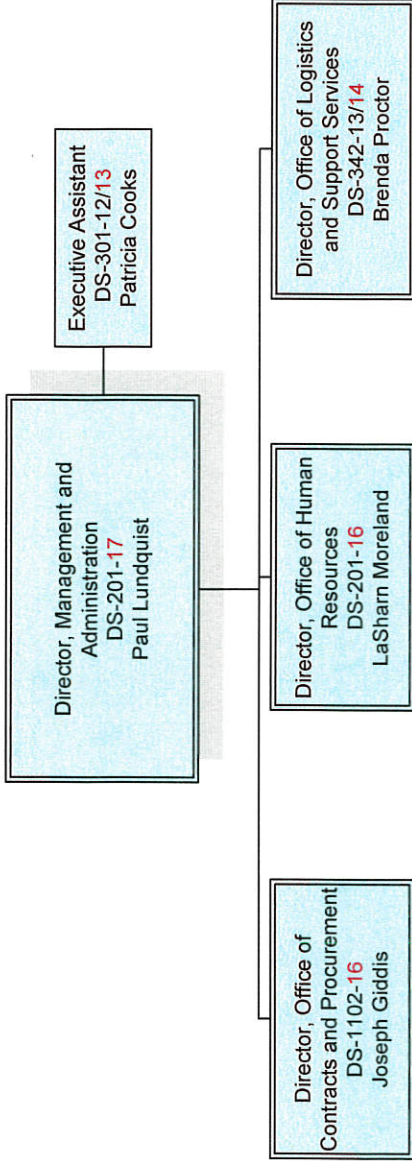 Director, Management and
Administration
DS-201-17
Paul Lundquist
Executive Assistant
DS-301-12/13
Patricia Cooks
Director, Office of
Contracts and Procurement
DS-1102-16
Joseph Giddis
Director, Office of Human
Resources
DS-201-16
LaSharn Moreland
Director, Office of Logistics
and Support Services
DS-342-13/14
Brenda Proctor